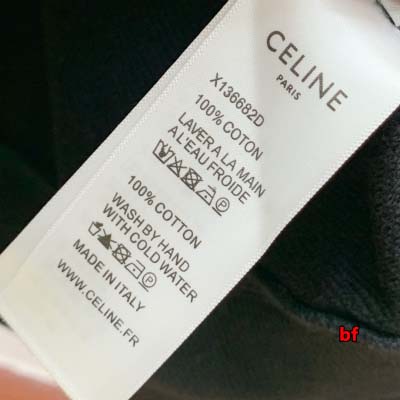 CELINE
PARIS
X136682D
100% COTON
LAVER A LA MAIN
A L'EAU FROIDE
100% COTTON
WASH BY HAND
WITH COLD WATER
MADE IN ITALY
WWW.CELINE.FR
bf